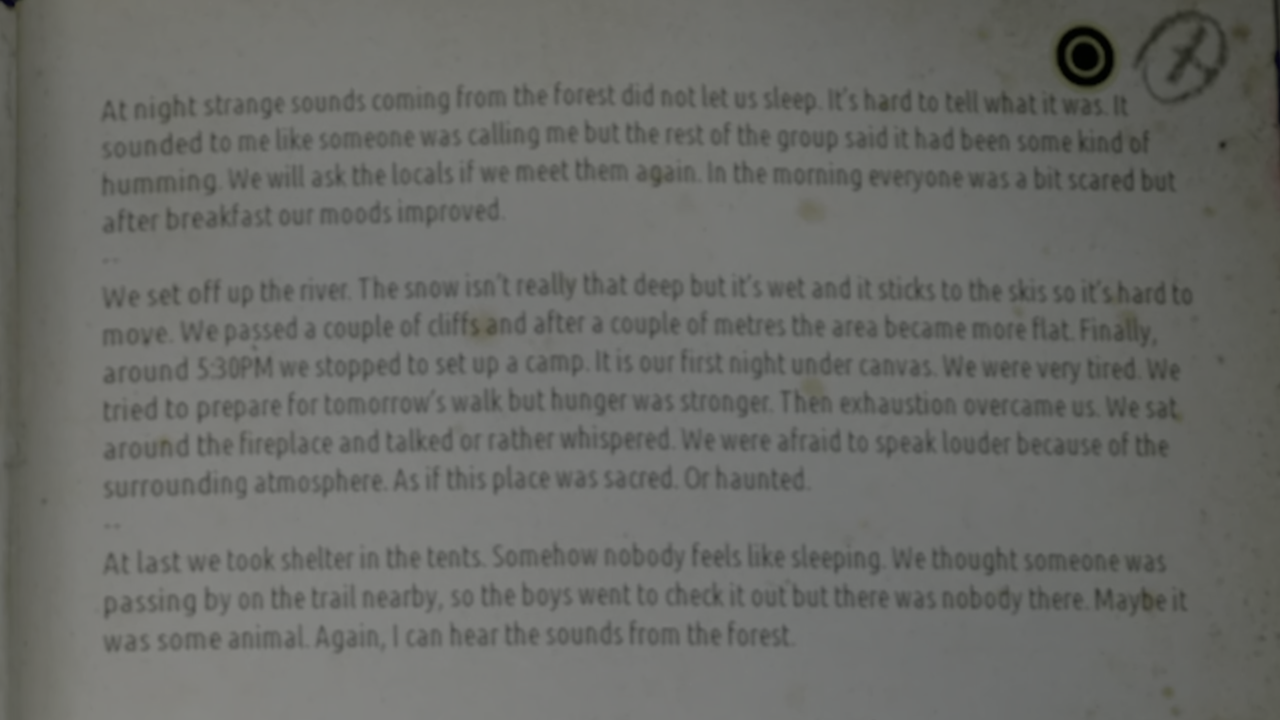 At night strange sounds coming from the forest did not let us sleep. It's hard to tell what it was. It
sounded to me like someone was calling me but the rest of the group said it had been some kind of
humming. We will ask the locals if we meet them again. In the morning everyone was a bit scared but
after breakfast our moods improved.
--
We set off up the river. The snow isn't really that deep but it's wet and it sticks to the skis so it's hard to
move. We passed a couple of cliffs and after a couple of metres the area became more flat. Finally,
around 5:30PM we stopped to set up a camp. It is our first night under canvas. We were very tired. We
tried to prepare for tomorrow's walk but hunger was stronger. Then exhaustion overcame us. We sat
around the fireplace and talked or rather whispered. We were afraid to speak louder because of the
surrounding atmosphere. As if this place was sacred. Or haunted.
--
At last we took shelter in the tents. Somehow nobody feels like sleeping. We thought someone was
passing by on the trail nearby, so the boys went to check it out but there was nobody there. Maybe it
was some animal. Again, I can hear the sounds from the forest.